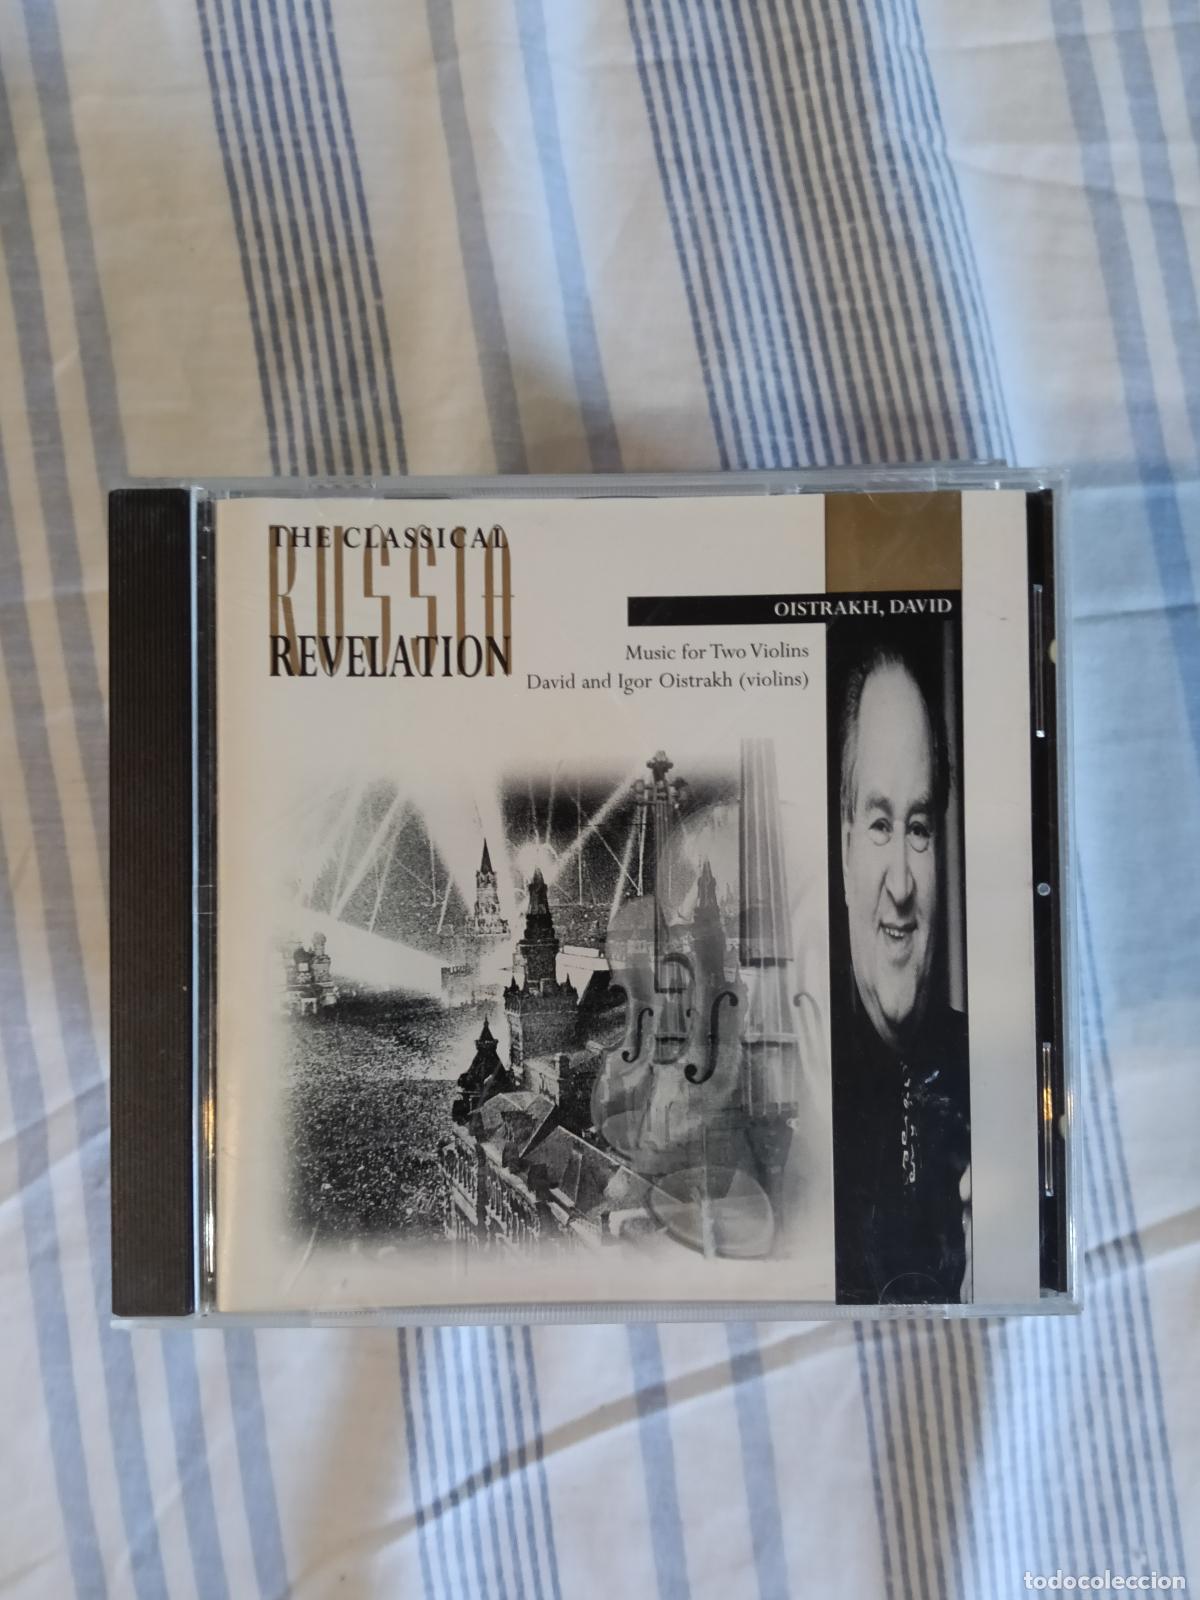 THE CLASSICAL
RUSSIA
REVELATION
OISTRAKH, DAVID
Music for Two Violins
David and Igor Oistrakh (violins)
todocoleccion